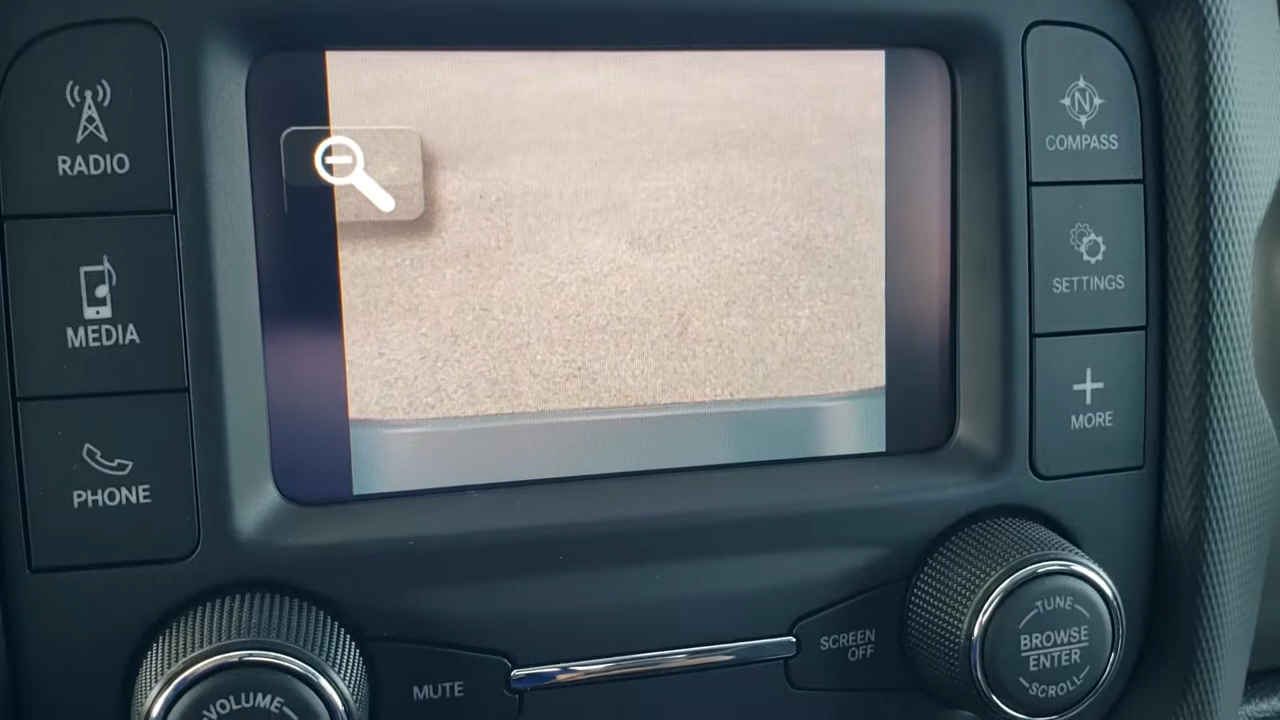 RADIO
MEDIA
PHONE
N
COMPASS
SETTINGS
MORE
VOLUME
MUTE
SCREEN
OFF
TUNE
BROWSE
ENTER
SCROLL